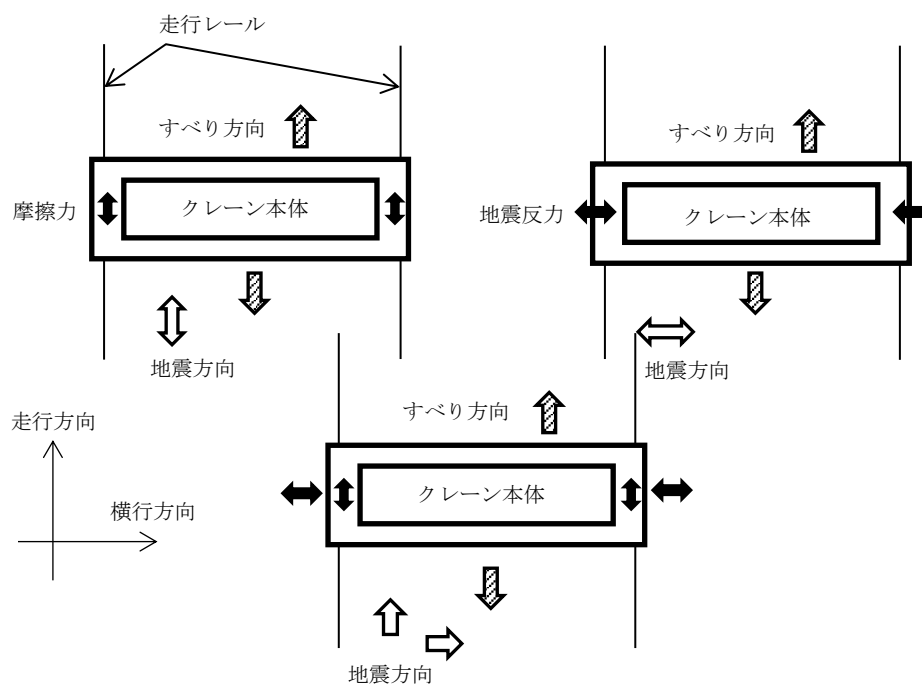 走行レール
すべり方向
摩擦力
クレーン本体
地震方向
すべり方向
地震反力
クレーン本体
地震方向
すべり方向
走行方向
クレーン本体
横行方向
地震方向